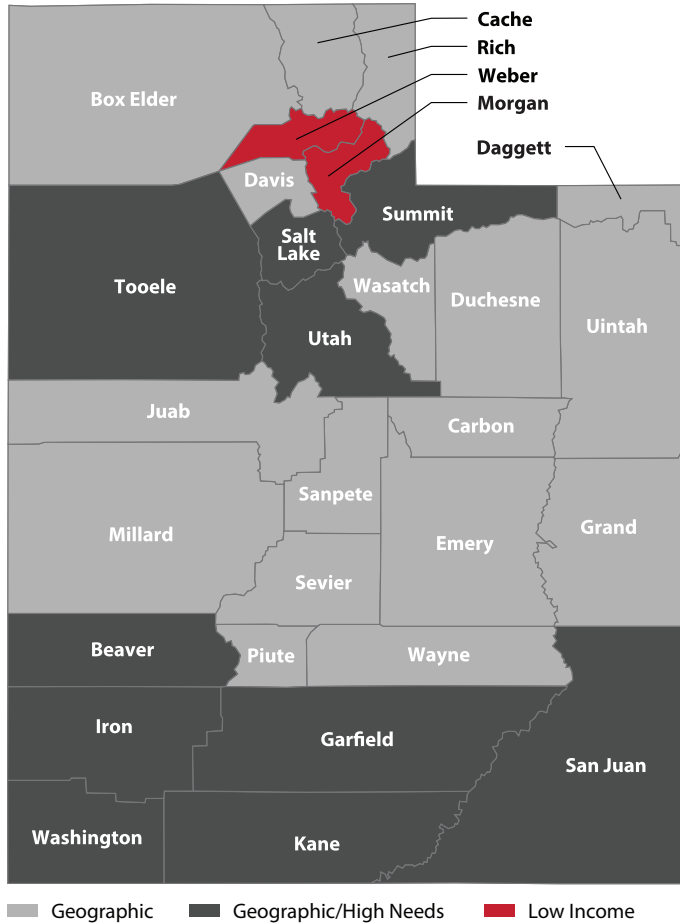 Cache
Rich
Weber
Morgan
Box Elder
Daggett
Davis
Summit
Salt
Lake
Tooele
Wasatch
Duchesne
Uintah
Utah
Juab
Carbon
Sanpete
Millard
Emery
Grand
Sevier
Beaver
Piute
Wayne
Iron
Garfield
San Juan
Washington
Kane
Geographic
Geographic/High Needs
Low Income